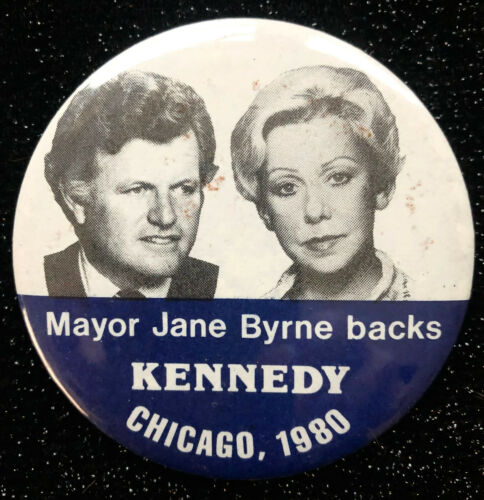 Mayor Jane Byrne backs
KENNEDY
CHICAGO, 1980